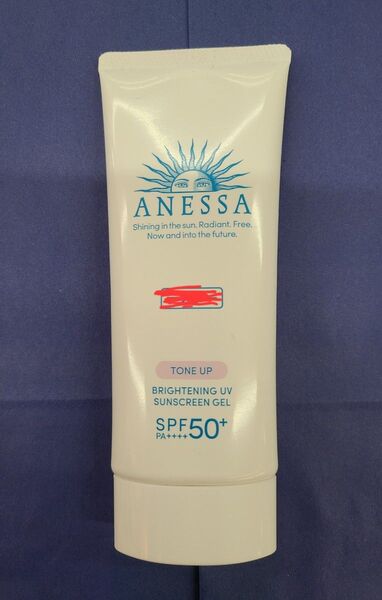 ANESSA
Shining in the sun. Radiant. Free.
Now and into the future.
TONE UP
BRIGHTENING UV
SUNSCREEN GEL
SPF50+
PA++++